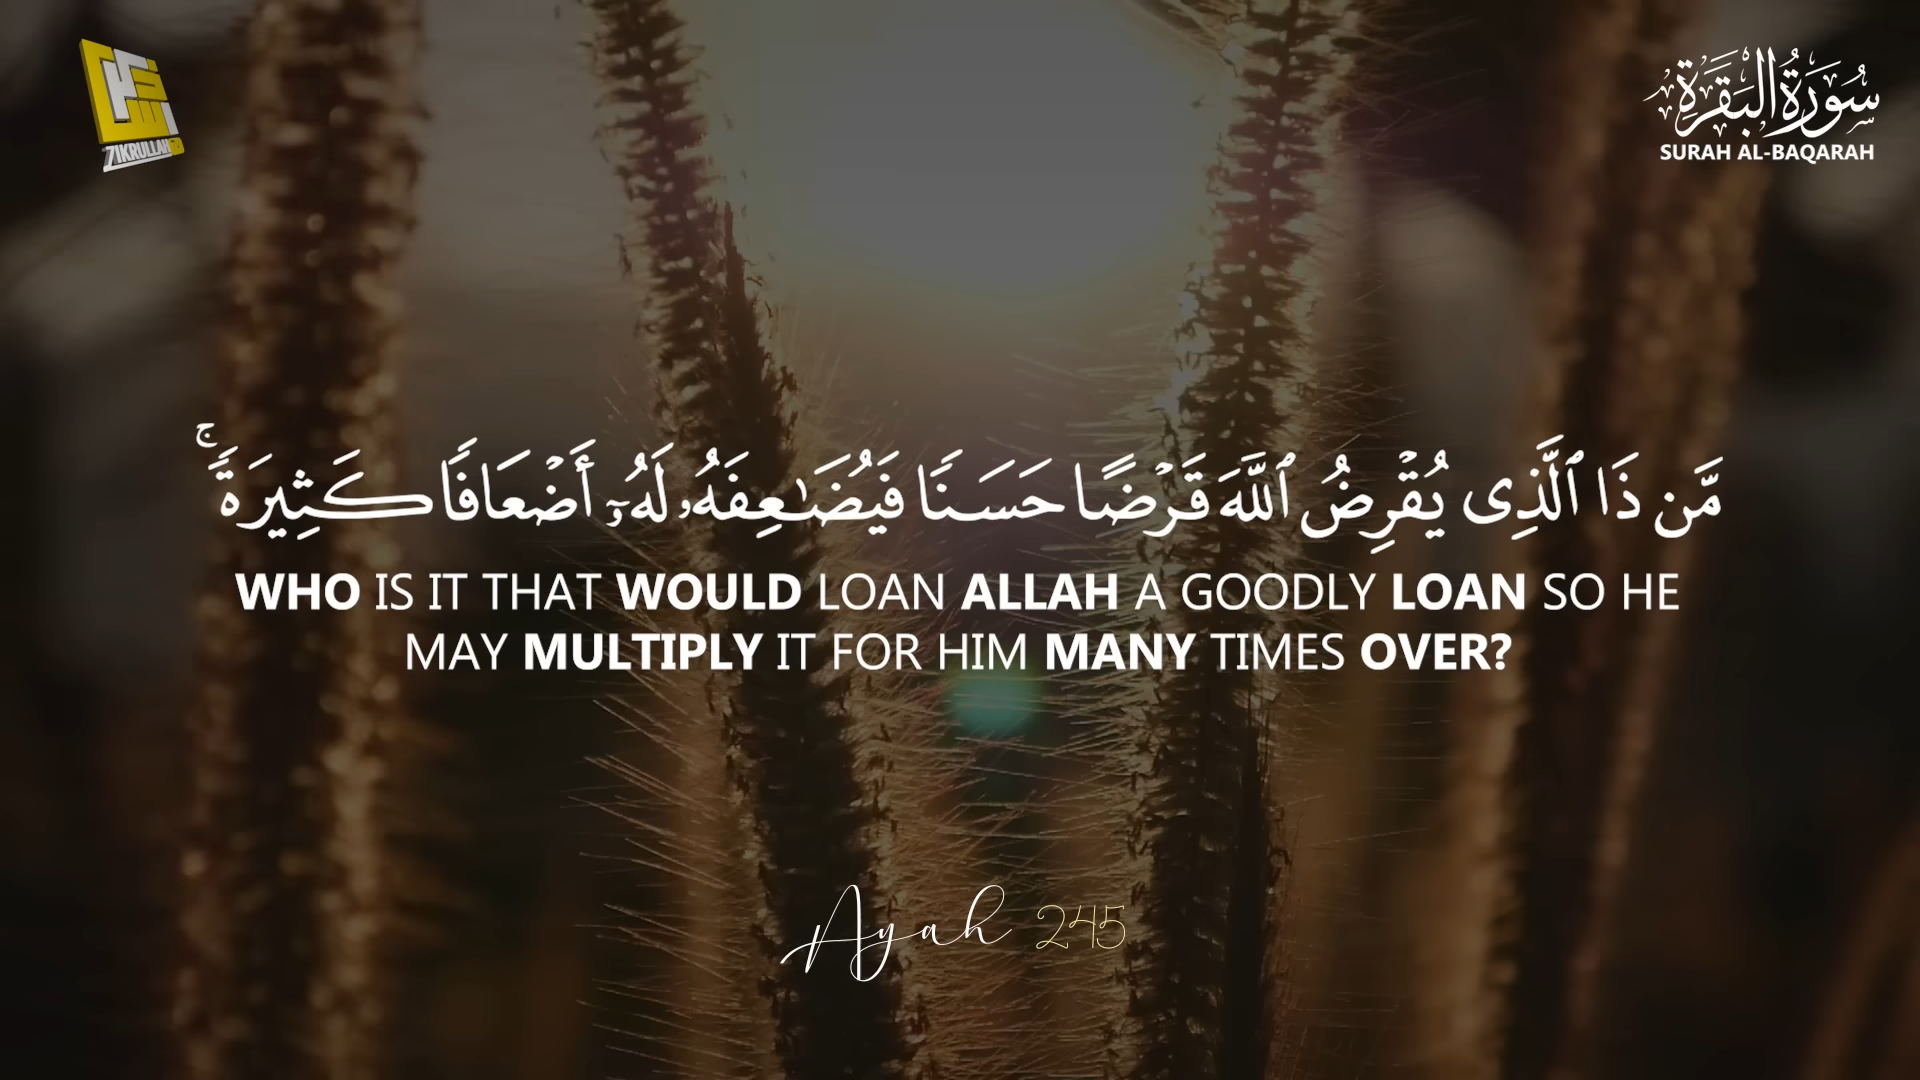 ZIKRULLAH
سُورَةُ البَقَرَةِ
SURAH AL-BAQARAH
مَّن ذَا ٱلَّذِى يُقْرِضُ ٱللَّهَ قَرْضًا حَسَنًا فَيُضَـٰعِفَهُۥ لَهُۥٓ أَضْعَافًا كَثِيرَةً ۚ
WHO IS IT THAT WOULD LOAN ALLAH A GOODLY LOAN SO HE
MAY MULTIPLY IT FOR HIM MANY TIMES OVER?
Ayah 245